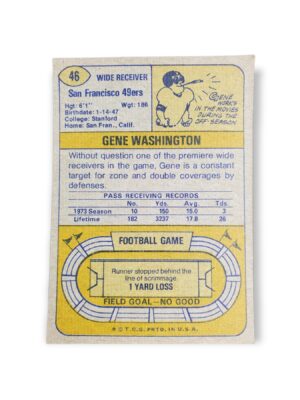 46
WIDE RECEIVER
San Francisco 49ers
Hgt: 6'1" Wgt: 186
Birthdate: 1-14-47
College: Stanford
Home: San Fran., Calif.
GENE
WORKS
IN THE MOVIES
DURING THE
OFF-SEASON.
GENE WASHINGTON
Without question one of the premiere wide
receivers in the game, Gene is a constant
target for zone and double coverages by
defenses.
PASS RECEIVING RECORDS
No. Yds. Avg. Tds.
1973 Season 10 150 15.0 3
Lifetime 182 3237 17.8 26
FOOTBALL GAME
Runner stopped behind the
line of scrimmage.
1 YARD LOSS
FIELD GOAL—NO GOOD
© T.C.G. PRTD. IN U.S.A.